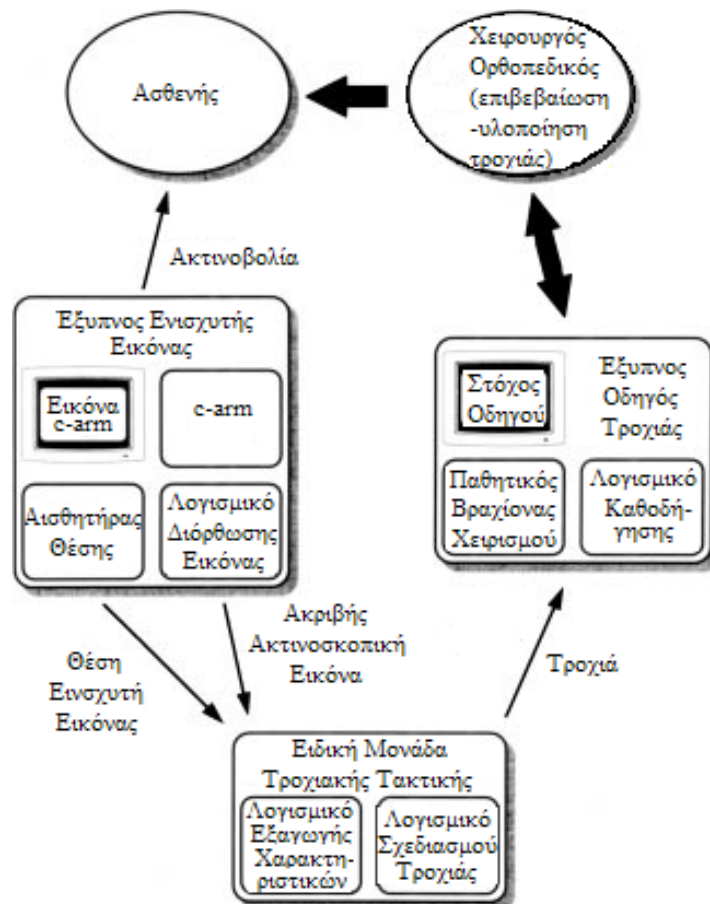 Ασθενής
Χειρουργός
Ορθοπεδικός
(επιβεβαίωση
-υλοποίηση
τροχιάς)
Ακτινοβολία
Έξυπνος Ενισχυτής
Εικόνας
Εικόνα
c-arm
c-arm
Αισθητήρας
Θέσης
Λογισμικό
Διόρθωσης
Εικόνας
Στόχος
Οδηγού
Έξυπνος
Οδηγός
Τροχιάς
Παθητικός
Βραχίονας
Χειρισμού
Λογισμικό
Καθοδή-
γησης
Θέση
Εινσχυτή
Εικόνας
Ακριβής
Ακτινοσκοπική
Εικόνα
Τροχιά
Ειδική Μονάδα
Τροχιακής Τακτικής
Λογισμικό
Εξαγωγής
Χαρακτη-
ριστικών
Λογισμικό
Σχεδιασμού
Τροχιάς